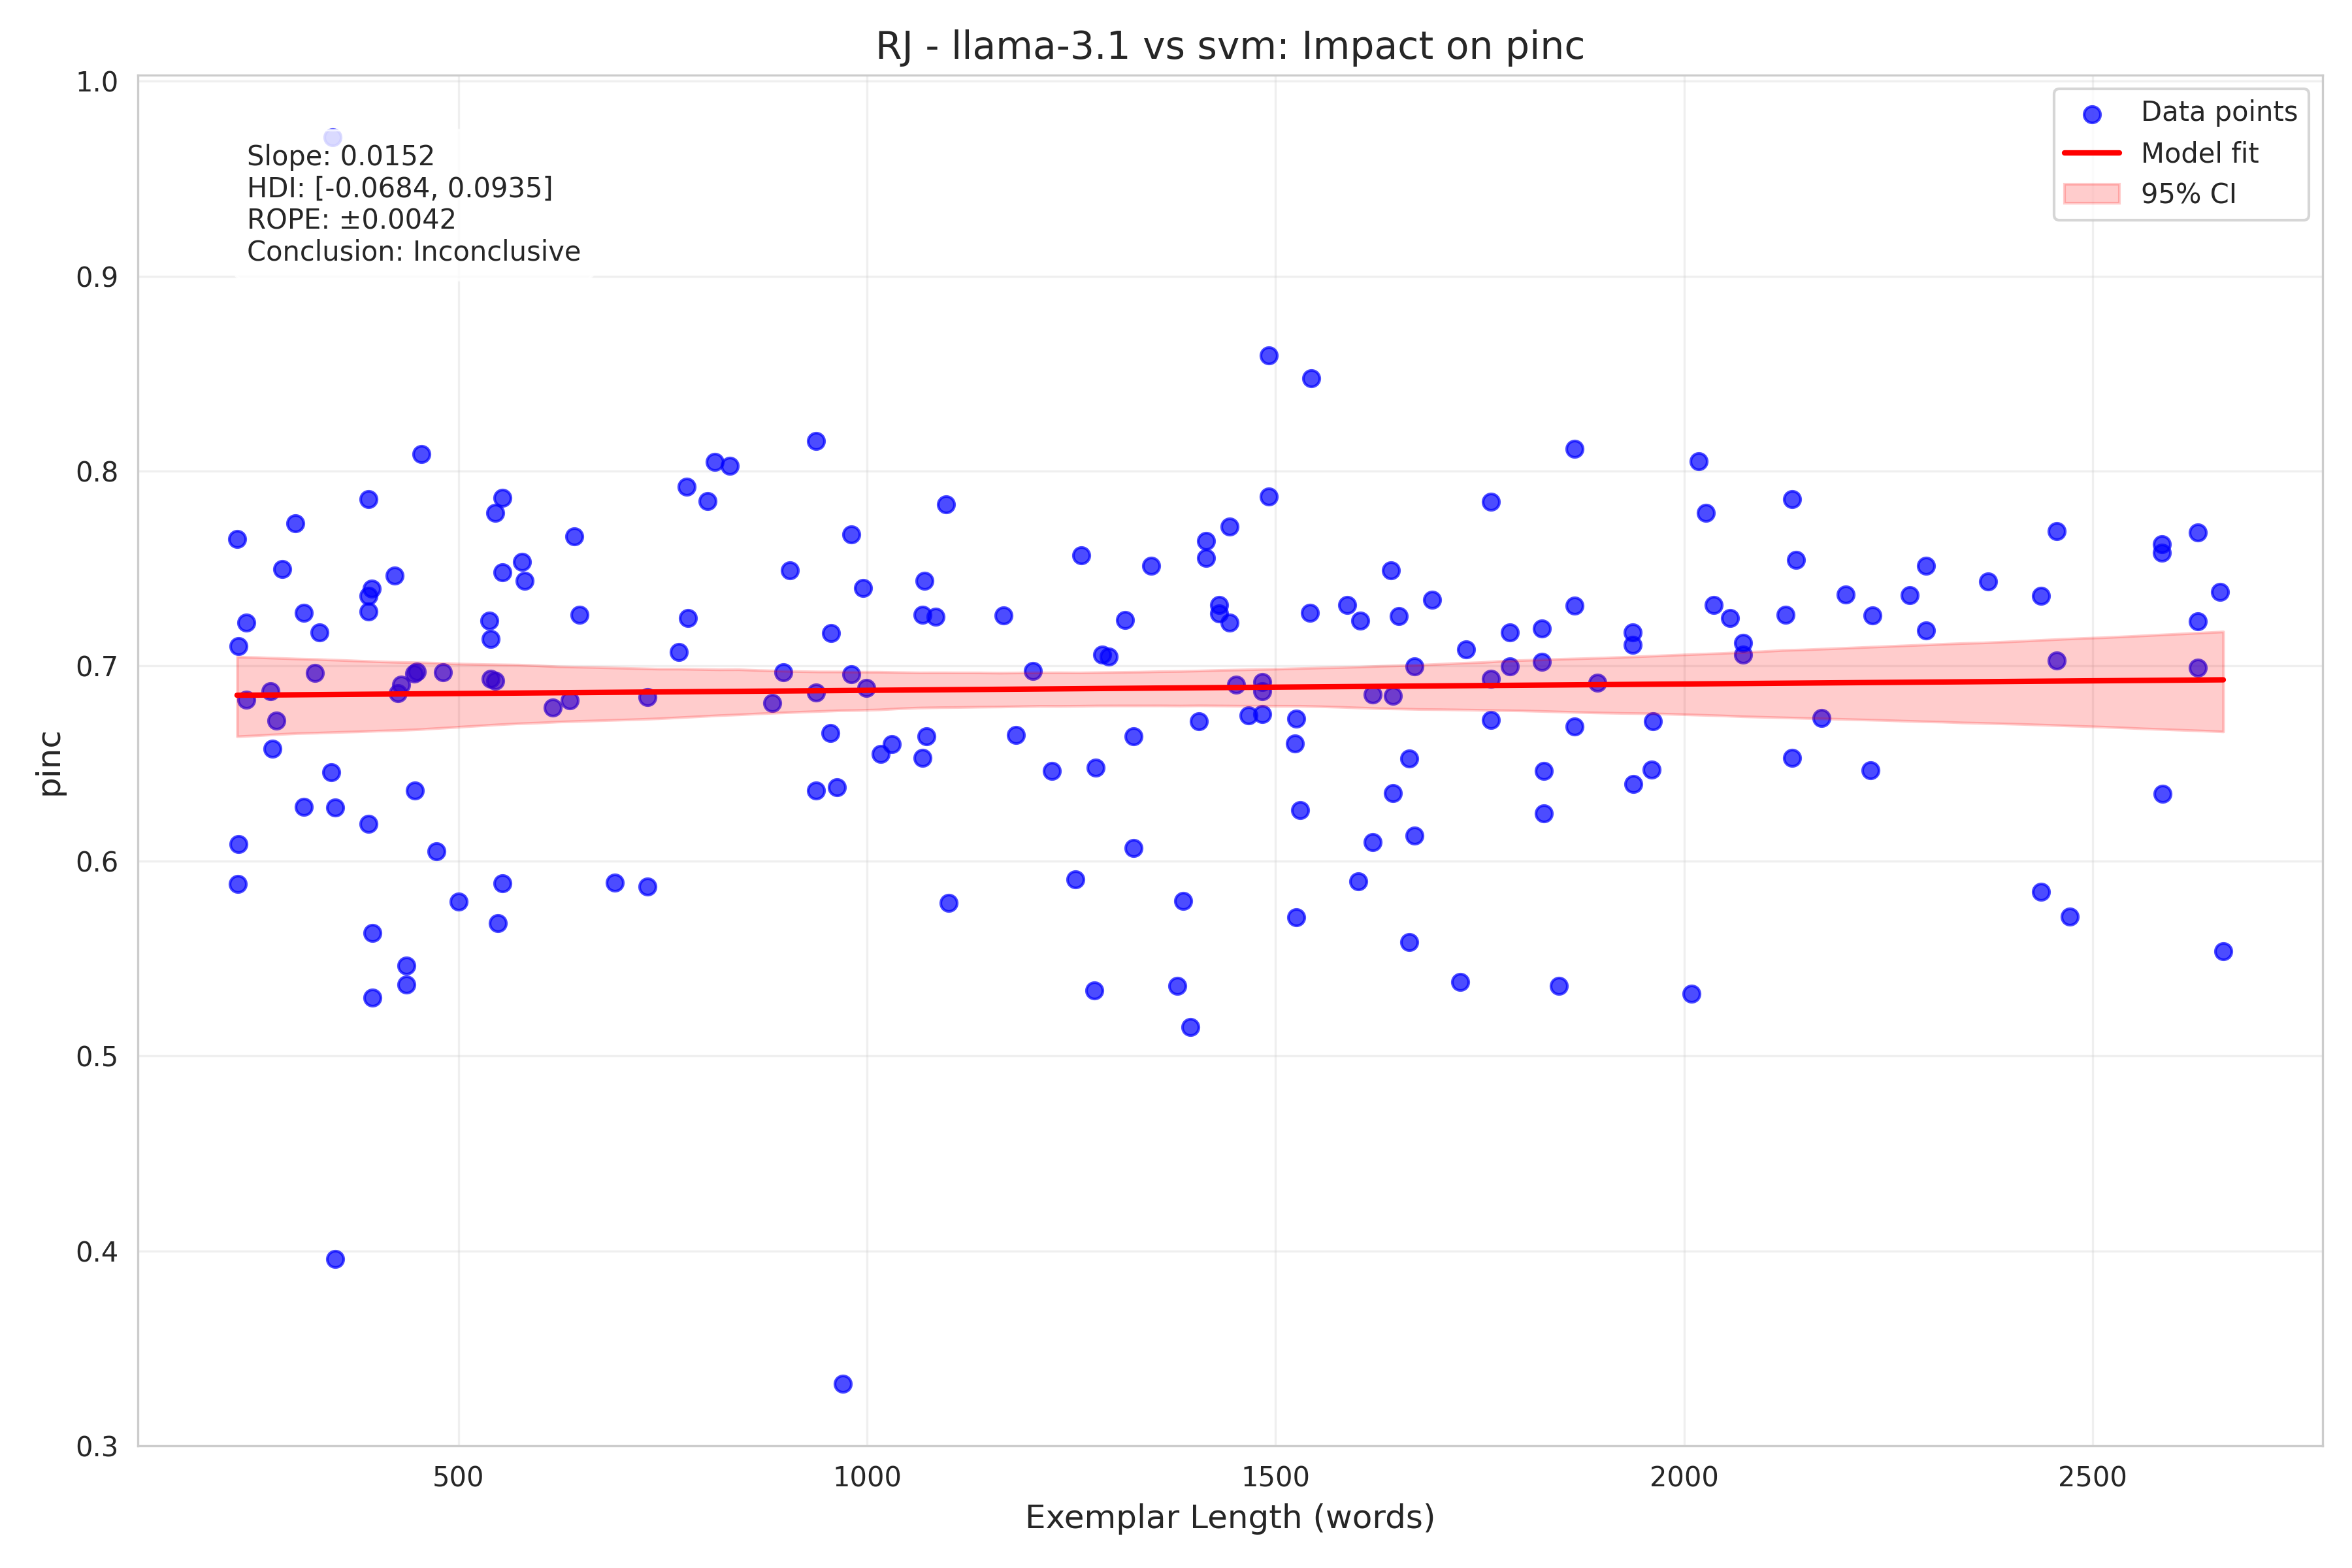 RJ - llama-3.1 vs svm: Impact on pinc
1.0
0.9
0.8
0.7
0.6
0.5
0.4
0.3
pinc
Slope: 0.0152
HDI: [-0.0684, 0.0935]
ROPE: ±0.0042
Conclusion: Inconclusive
Data points
Model fit
95% CI
500
1000
1500
2000
2500
Exemplar Length (words)